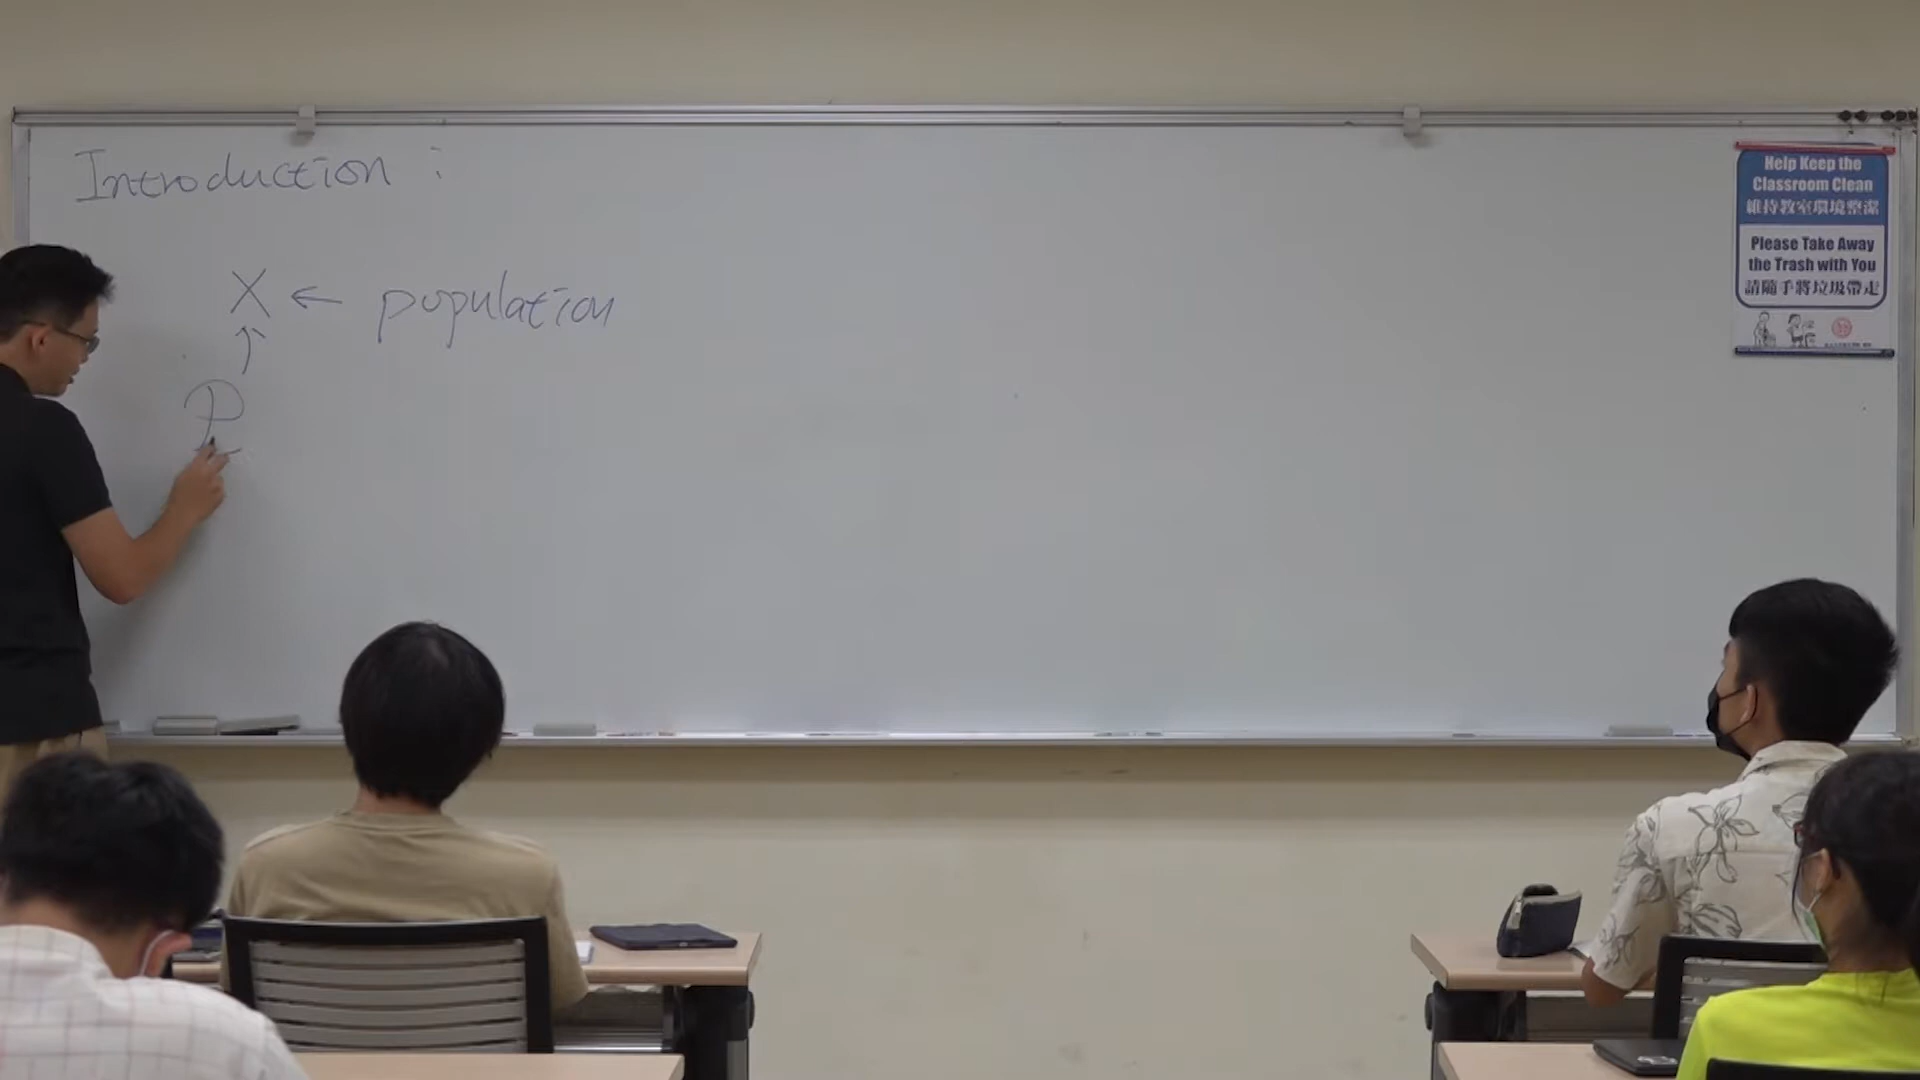 Introduction :
X ← population
↑
P
Help Keep the
Classroom Clean
維持教室環境整潔
Please Take Away
the Trash with You
請隨手將垃圾帶走